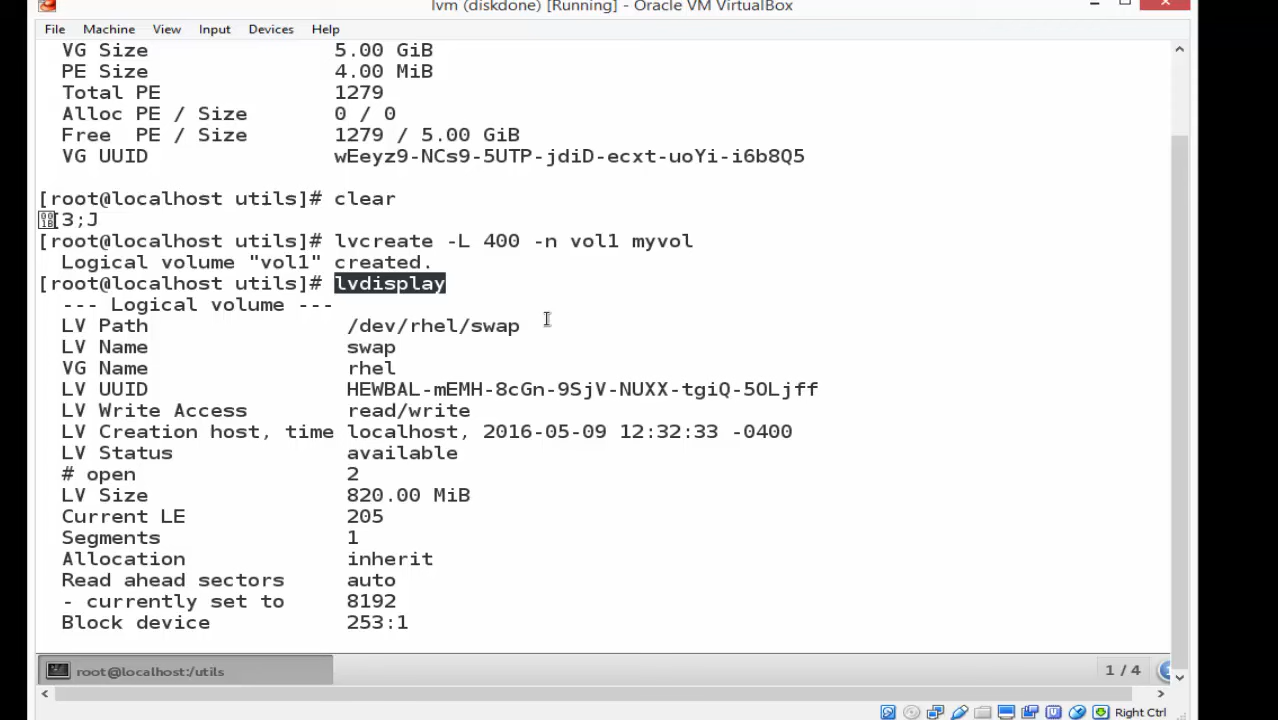 lvm (diskdone) [Running] - Oracle VM VirtualBox
File Machine View Input Devices Help
VG Size 5.00 GiB
PE Size 4.00 MiB
Total PE 1279
Alloc PE / Size 0 / 0
Free PE / Size 1279 / 5.00 GiB
VG UUID wEeyz9-NCs9-5UTP-jdiD-ecxt-uoYi-i6b8Q5
[root@localhost utils]# clear
[3;J
[root@localhost utils]# lvcreate -L 400 -n vol1 myvol
Logical volume "vol1" created.
[root@localhost utils]# lvdisplay
--- Logical volume ---
LV Path /dev/rhel/swap
LV Name swap
VG Name rhel
LV UUID HEWBAL-mEMH-8cGn-9SjV-NUXX-tgiQ-5OLjff
LV Write Access read/write
LV Creation host, time localhost, 2016-05-09 12:32:33 -0400
LV Status available
# open 2
LV Size 820.00 MiB
Current LE 205
Segments 1
Allocation inherit
Read ahead sectors auto
- currently set to 8192
Block device 253:1
root@localhost:/utils
1 / 4
Right Ctrl